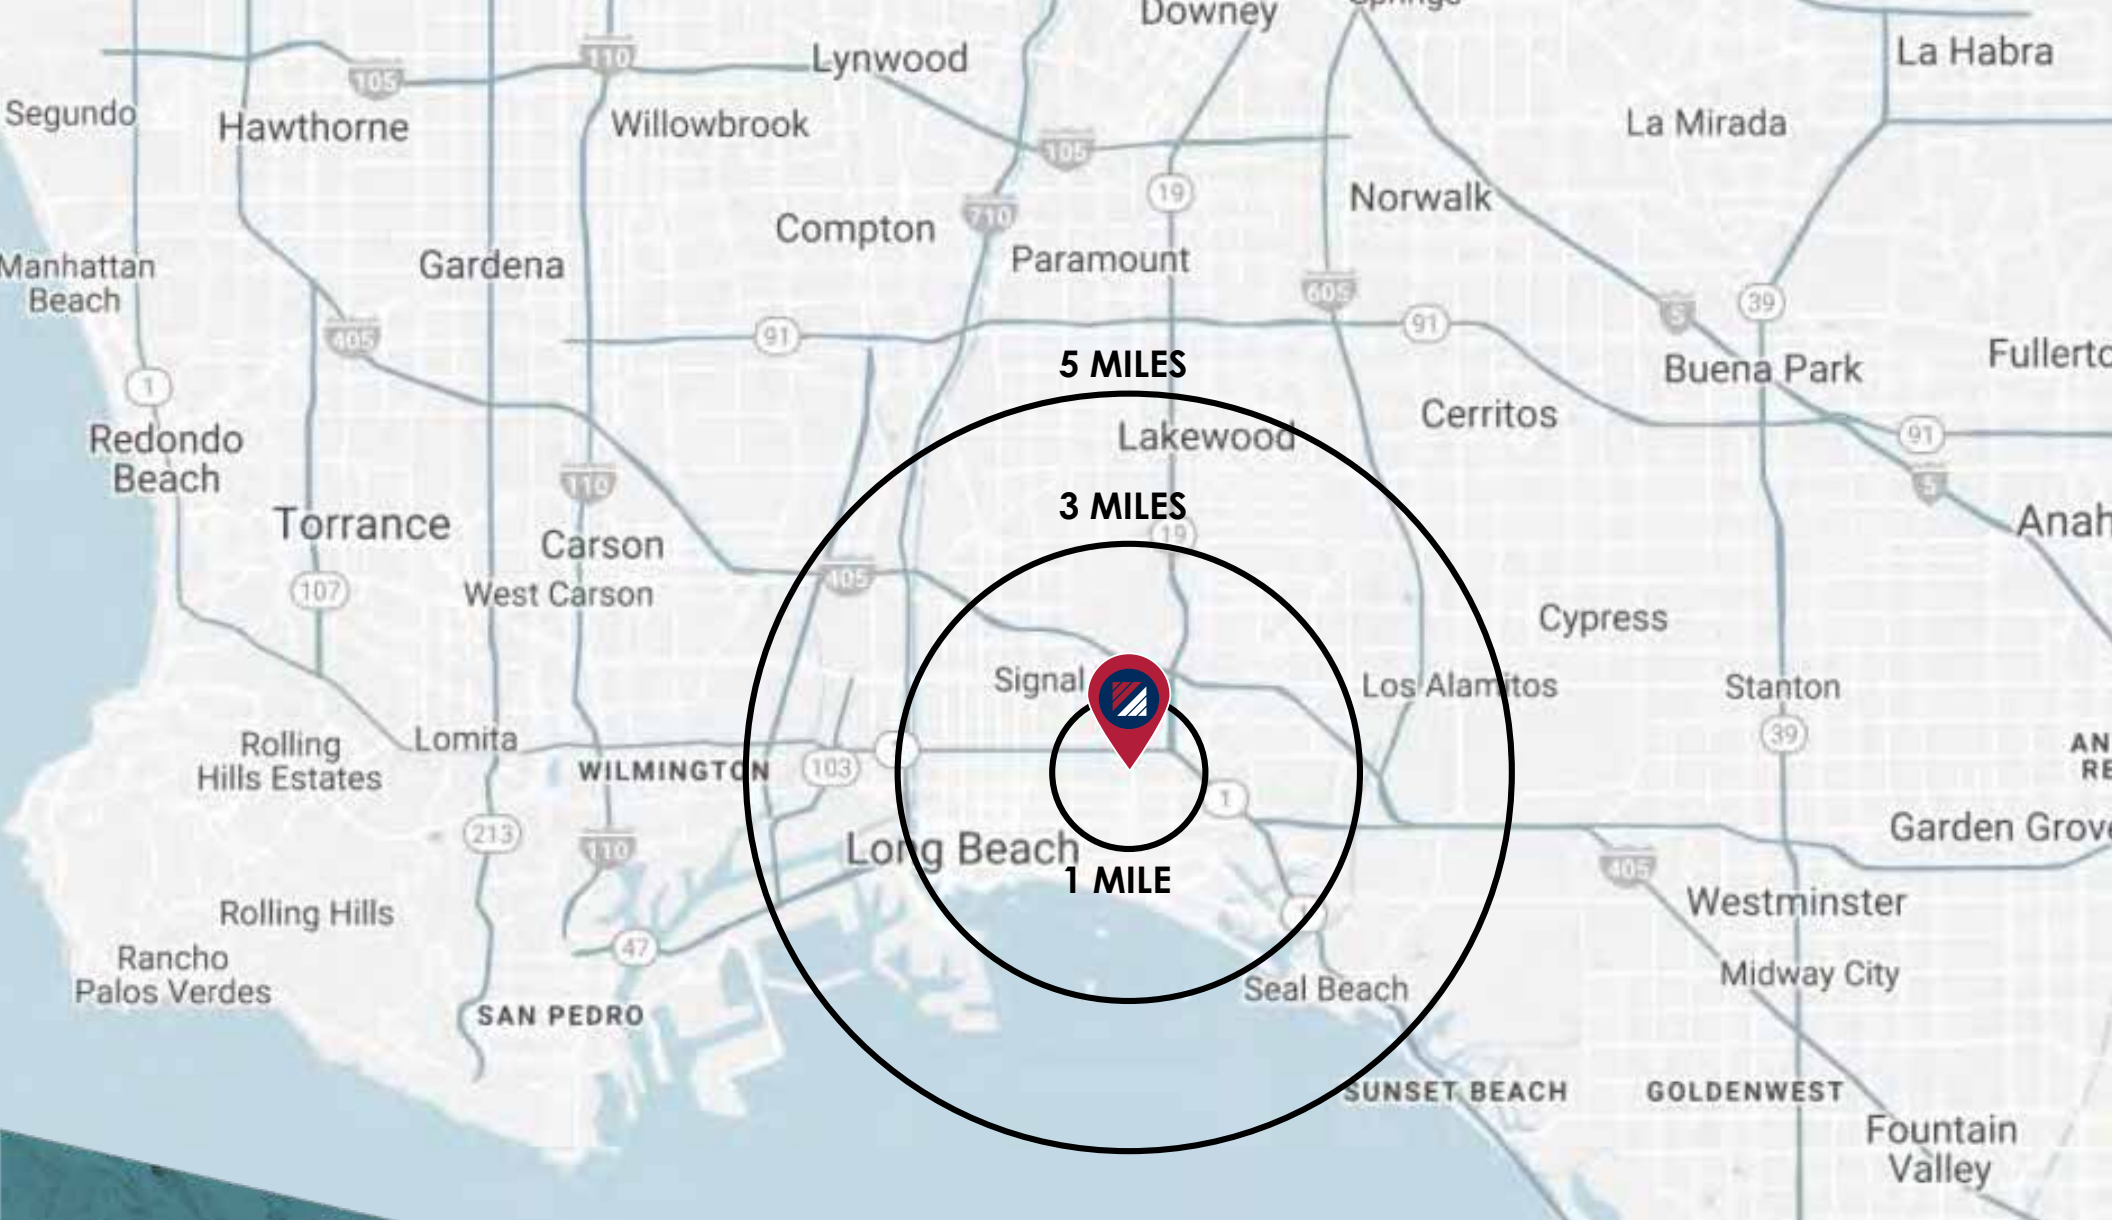 Downey
Springs
La Habra
110
Lynwood
105
Segundo
Hawthorne
Willowbrook
La Mirada
105
19
Norwalk
710
Compton
Paramount
Gardena
Manhattan
Beach
605
39
5
91
91
405
5 MILES
Buena Park
1
Cerritos
Redondo
Beach
Lakewood
91
110
5
3 MILES
Torrance
19
Carson
405
107
West Carson
Cypress
Signal
Los Alamitos
Stanton
Lomita
39
Rolling
Hills Estates
WILMINGTON
103
1
213
Garden Grove
110
Long Beach
1 MILE
405
Westminster
Rolling Hills
47
Rancho
Palos Verdes
Midway City
Seal Beach
SAN PEDRO
SUNSET BEACH
GOLDENWEST
Fountain
Valley